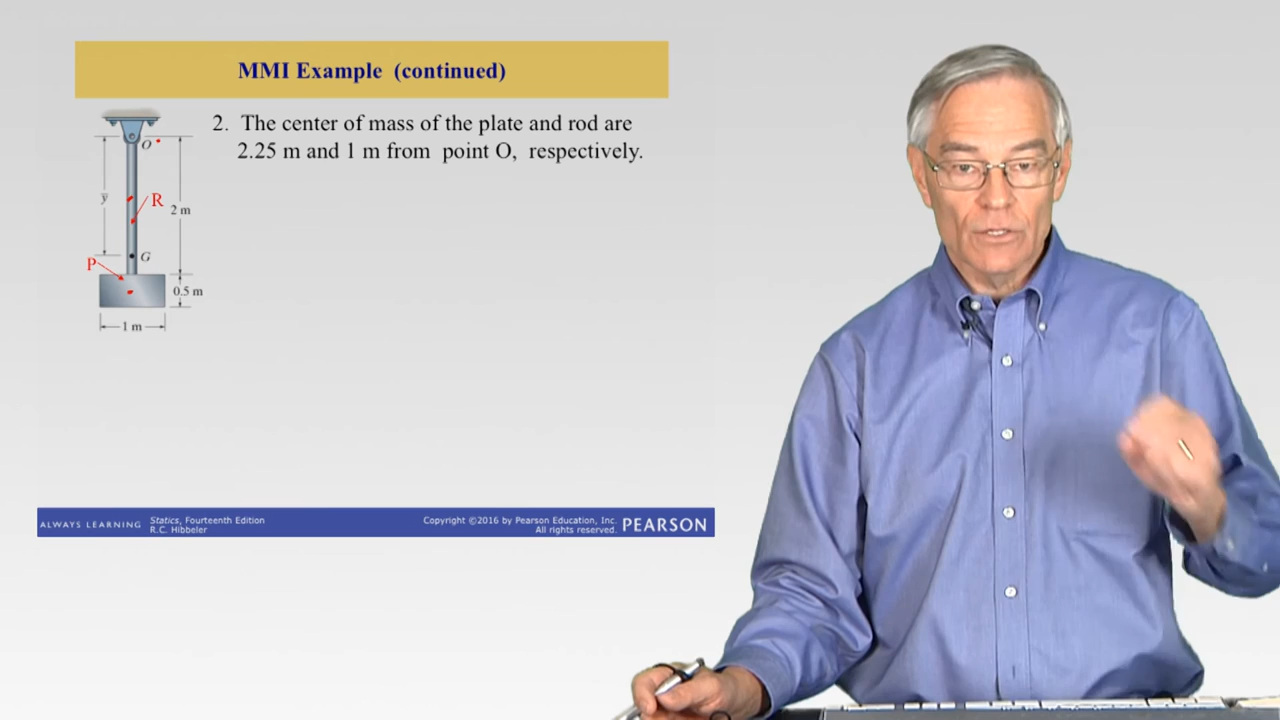 MMI Example (continued)
2. The center of mass of the plate and rod are
2.25 m and 1 m from point O, respectively.
O
y̅
R
2 m
G
P
0.5 m
1 m
ALWAYS LEARNING
Statics, Fourteenth Edition
R.C. Hibbeler
Copyright ©2016 by Pearson Education, Inc.
All rights reserved.
PEARSON